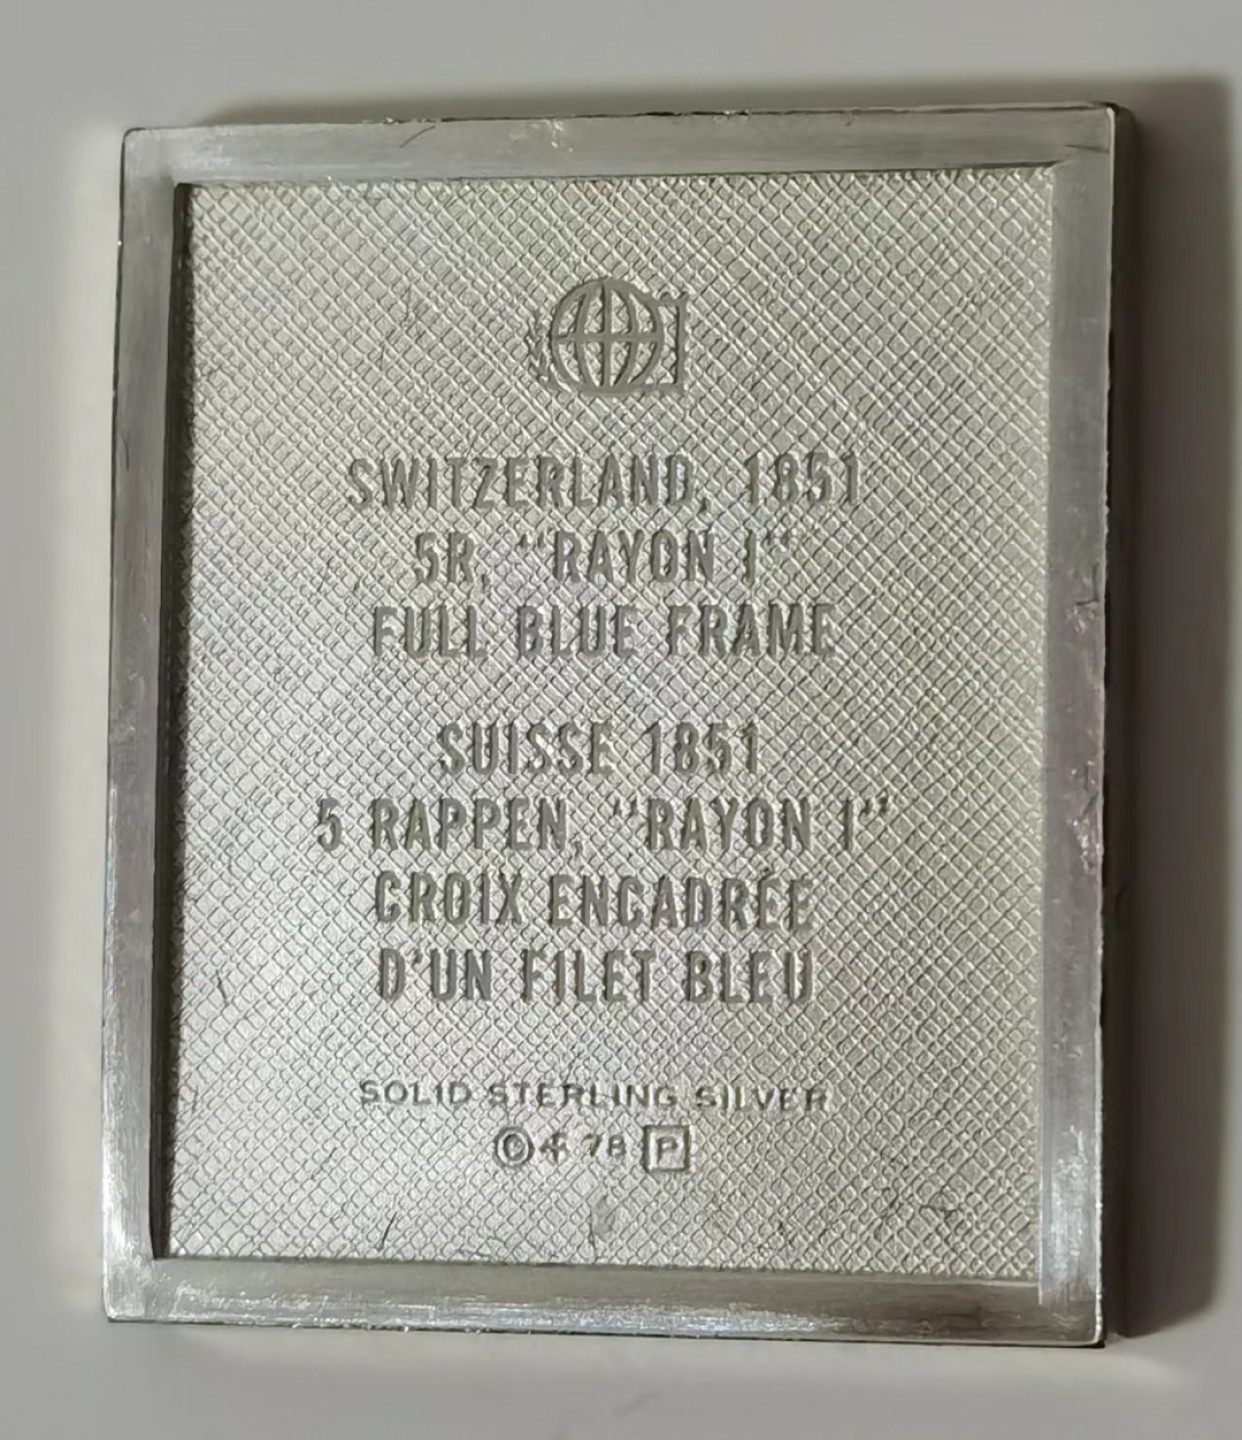 SWITZERLAND, 1851
5R, “RAYON I”
FULL BLUE FRAME
SUISSE 1851
5 RAPPEN, “RAYON I”
CROIX ENCADRÉE
D'UN FILET BLEU
SOLID STERLING SILVER
© 78 P